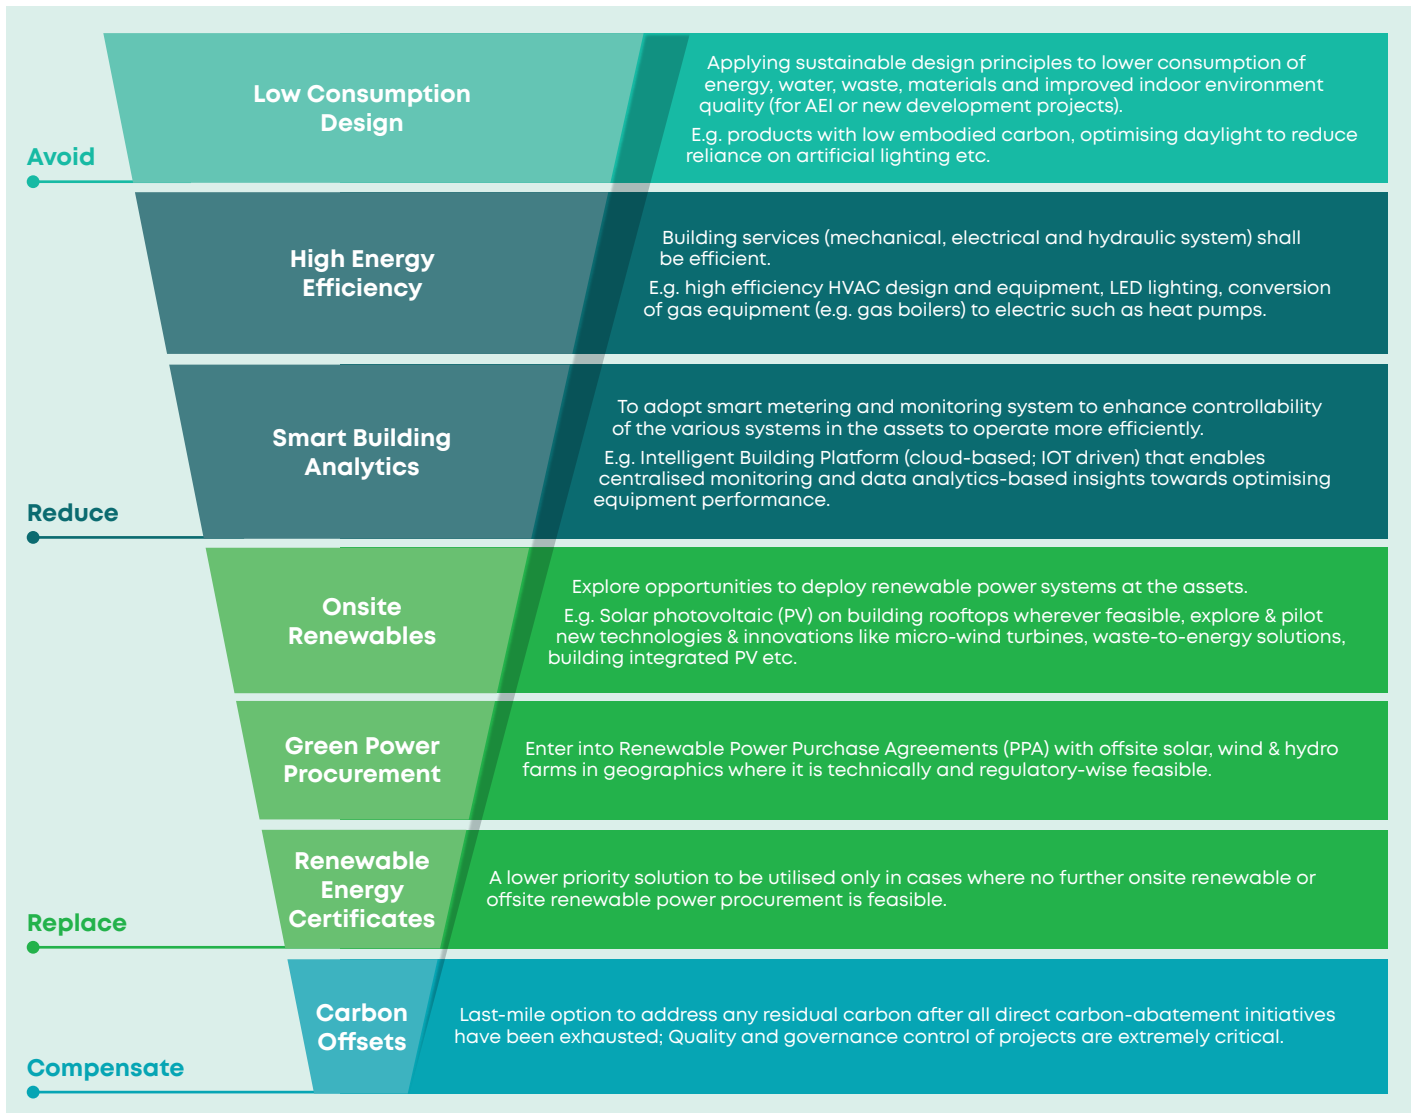 Low Consumption
Design
Applying sustainable design principles to lower consumption of
energy, water, waste, materials and improved indoor environment
quality (for AEI or new development projects).
E.g. products with low embodied carbon, optimising daylight to reduce
reliance on artificial lighting etc.
Avoid
High Energy
Efficiency
Building services (mechanical, electrical and hydraulic system) shall
be efficient.
E.g. high efficiency HVAC design and equipment, LED lighting, conversion
of gas equipment (e.g. gas boilers) to electric such as heat pumps.
Smart Building
Analytics
To adopt smart metering and monitoring system to enhance controllability
of the various systems in the assets to operate more efficiently.
E.g. Intelligent Building Platform (cloud-based; IOT driven) that enables
centralised monitoring and data analytics-based insights towards optimising
equipment performance.
Reduce
Onsite
Renewables
Explore opportunities to deploy renewable power systems at the assets.
E.g. Solar photovoltaic (PV) on building rooftops wherever feasible, explore & pilot
new technologies & innovations like micro-wind turbines, waste-to-energy solutions,
building integrated PV etc.
Green Power
Procurement
Enter into Renewable Power Purchase Agreements (PPA) with offsite solar, wind & hydro
farms in geographics where it is technically and regulatory-wise feasible.
Renewable
Energy
Certificates
A lower priority solution to be utilised only in cases where no further onsite renewable or
offsite renewable power procurement is feasible.
Replace
Carbon
Offsets
Last-mile option to address any residual carbon after all direct carbon-abatement initiatives
have been exhausted; Quality and governance control of projects are extremely critical.
Compensate